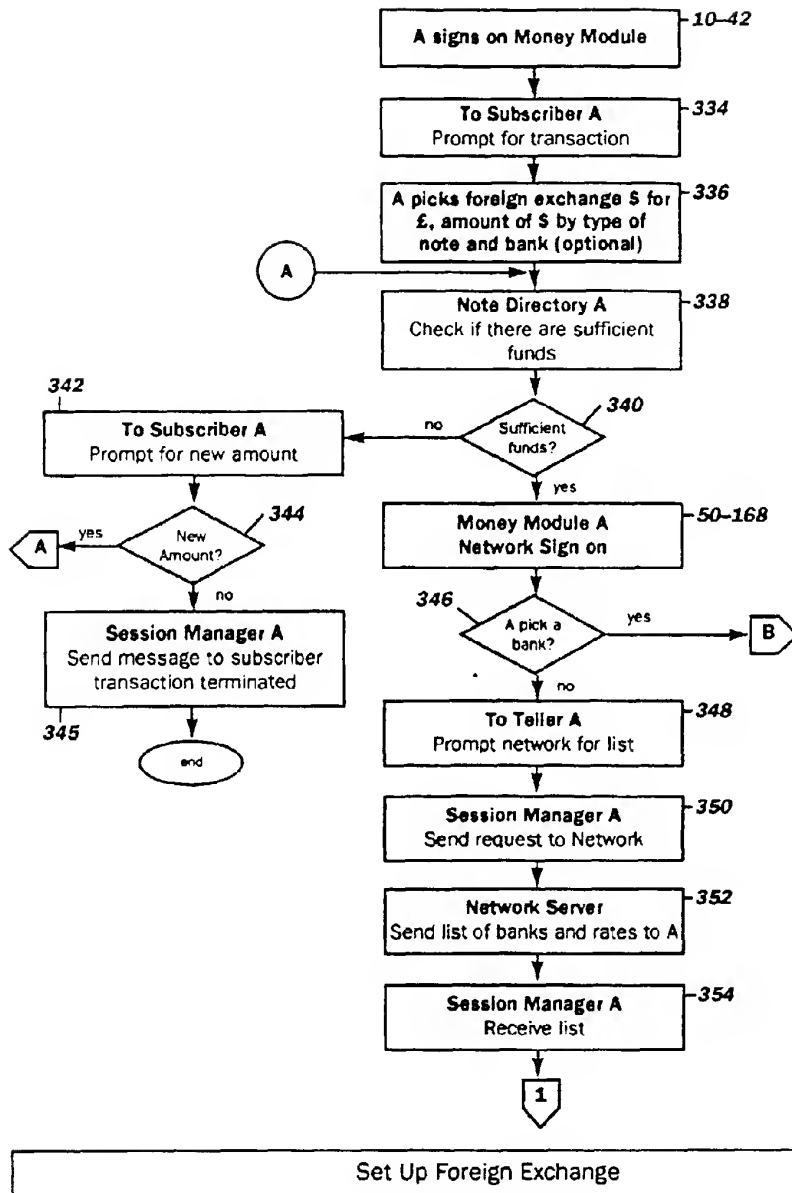 10–42
A signs on Money Module
334
To Subscriber A
Prompt for transaction
336
A picks foreign exchange $ for
£, amount of $ by type of
note and bank (optional)
A
338
Note Directory A
Check if there are sufficient
funds
342
340
To Subscriber A
Prompt for new amount
no
Sufficient
funds?
yes
344
50–168
A
yes
New
Amount?
Money Module A
Network Sign on
no
346
A pick a
bank?
yes
B
Session Manager A
Send message to subscriber
transaction terminated
no
345
348
To Teller A
Prompt network for list
end
350
Session Manager A
Send request to Network
352
Network Server
Send list of banks and rates to A
354
Session Manager A
Receive list
1
Set Up Foreign Exchange